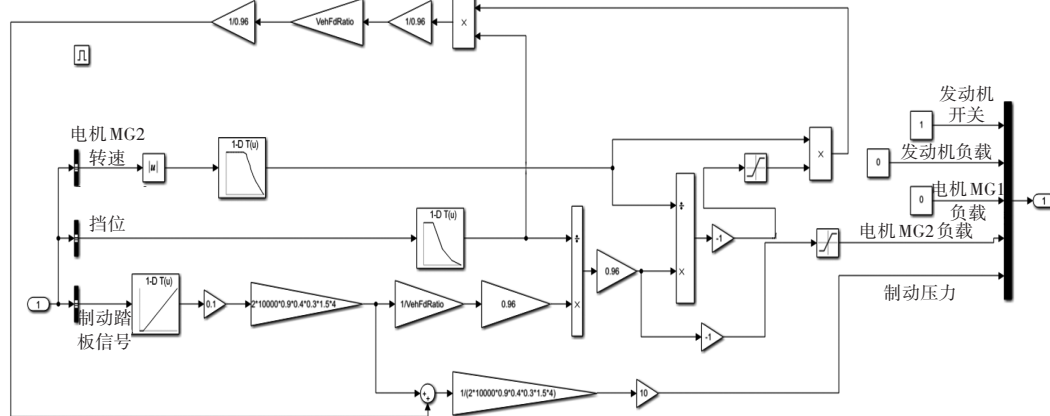 1/0.96
VehFdRatio
1/0.96
X
电机MG2
转速
|u|
1-D T(u)
X
发动机
开关
1
发动机负载
0
电机MG1
负载
0
挡位
1-D T(u)
÷
X
0.96
÷
X
-1
电机MG2负载
1
1
制动踏
板信号
1-D T(u)
0.1
2*10000*0.9*0.4*0.3*1.5*4
1/VehFdRatio
0.96
-1
制动压力
+
+
1/(2*10000*0.9*0.4*0.3*1.5*4)
10